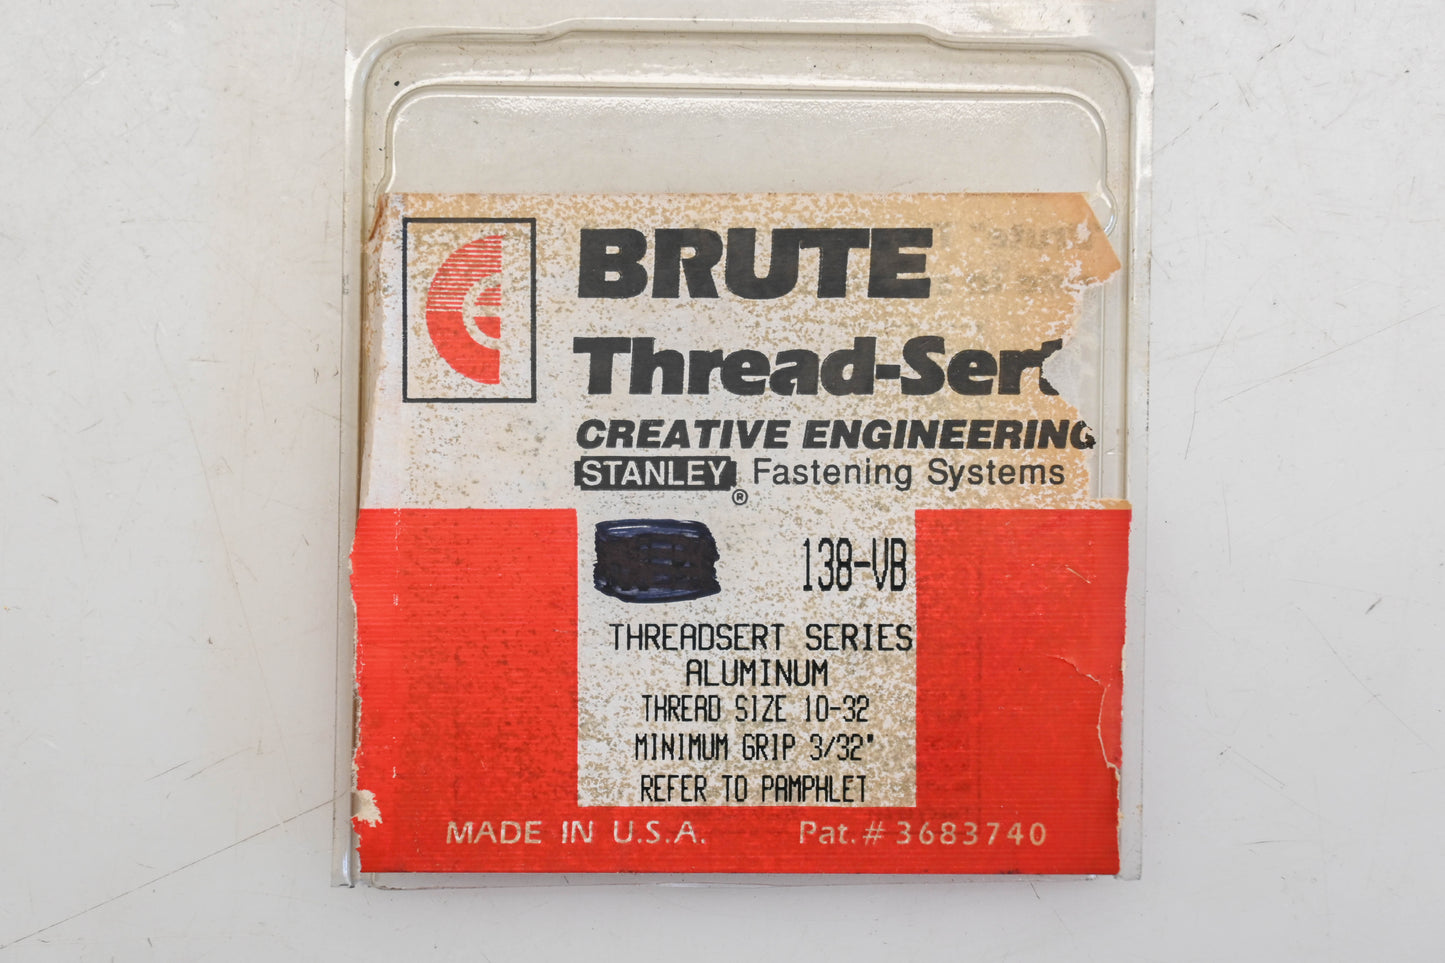 BRUTE
Thread-Sert
CREATIVE ENGINEERING
STANLEY® Fastening Systems
138-VB
THREADSERT SERIES
ALUMINUM
THREAD SIZE 10-32
MINIMUM GRIP 3/32"
REFER TO PAMPHLET
MADE IN U.S.A. Pat. # 3683740